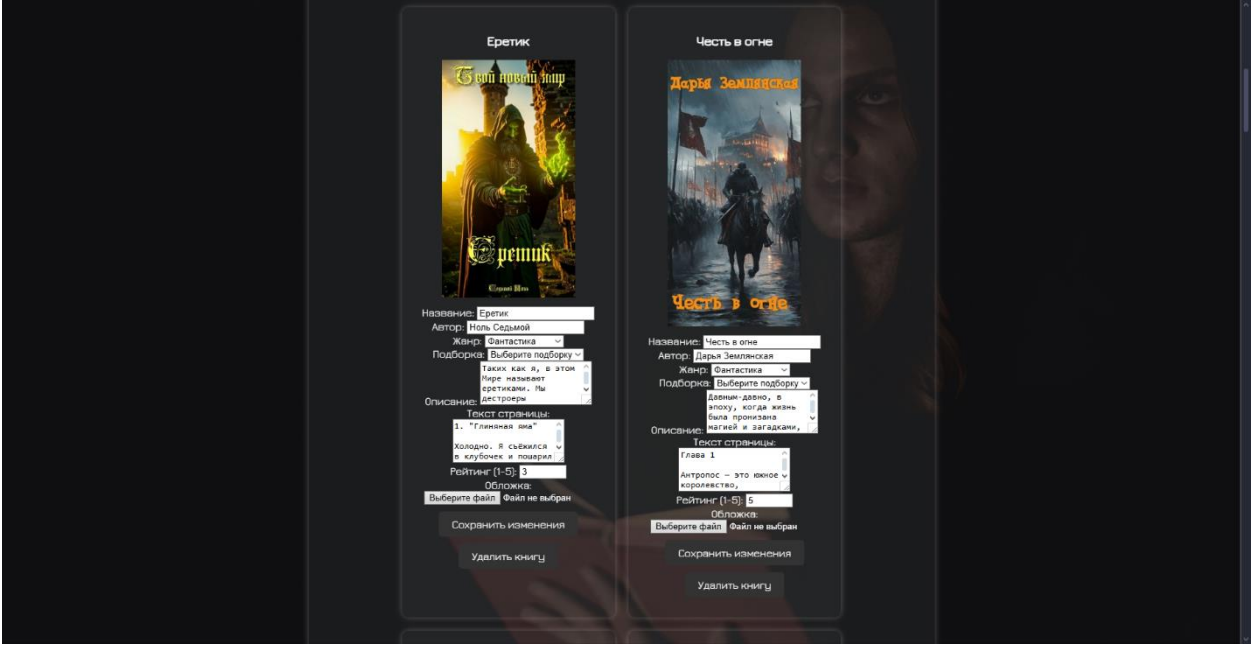 Еретик
Твой новый мир
Еретик
Название: Еретик
Автор: Ноль Седьмой
Жанр: Фантастика
Подборка: Выберите подборку
Таких как я, в этом
Мире называют
еретиками. Мы
дестроеры
Описание:
Текст страницы:
1. "Глиняная яма"
Холодно. Я съёжился
в клубочек и пошарил
Рейтинг (1-5): 3
Обложка:
Выберите файл Файл не выбран
Сохранить изменения
Удалить книгу
Честь в огне
Дарья Землянская
Честь в огне
Название: Честь в огне
Автор: Дарья Землянская
Жанр: Фантастика
Подборка: Выберите подборку
Давным-давно, в
эпоху, когда жизнь
была пронизана
магией и загадками,
Описание:
Текст страницы:
Глава 1
Антропос – это южное
королевство,
Рейтинг (1-5): 5
Обложка:
Выберите файл Файл не выбран
Сохранить изменения
Удалить книгу